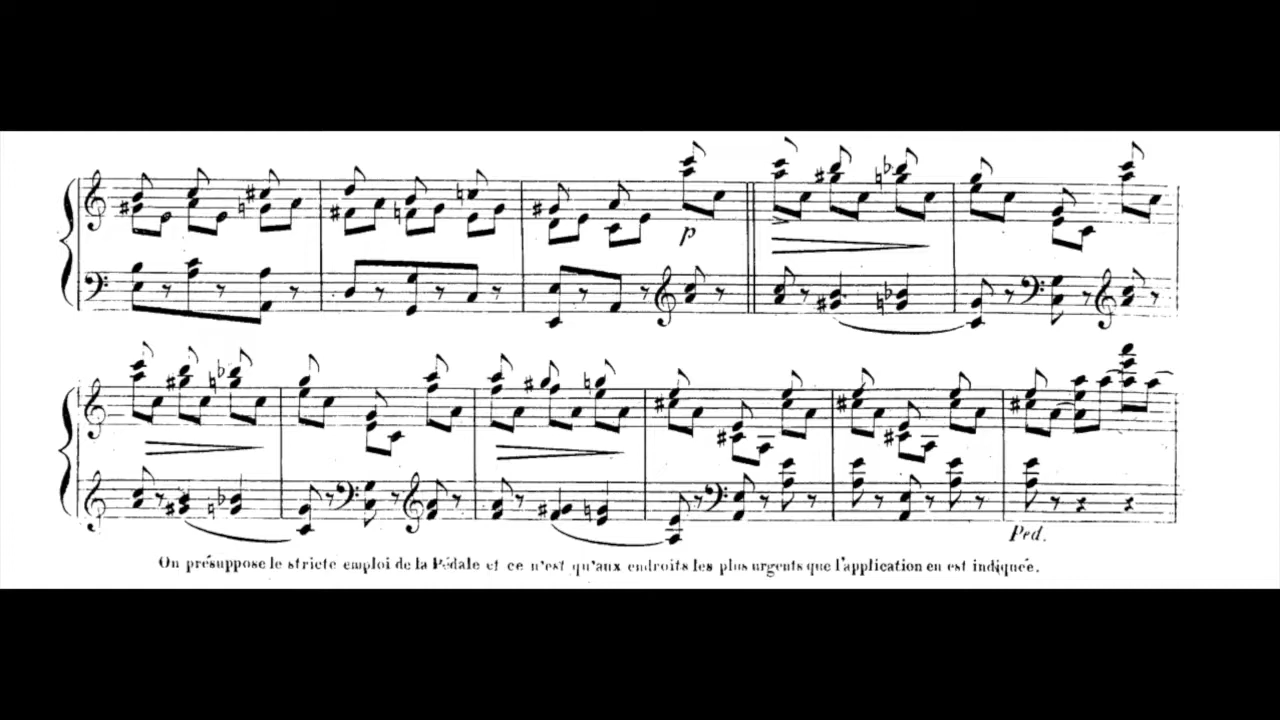 p
Ped.
On présuppose le stricte emploi de la Pédale et ce n'est qu'aux endroits les plus urgents que l'application en est indiquée.